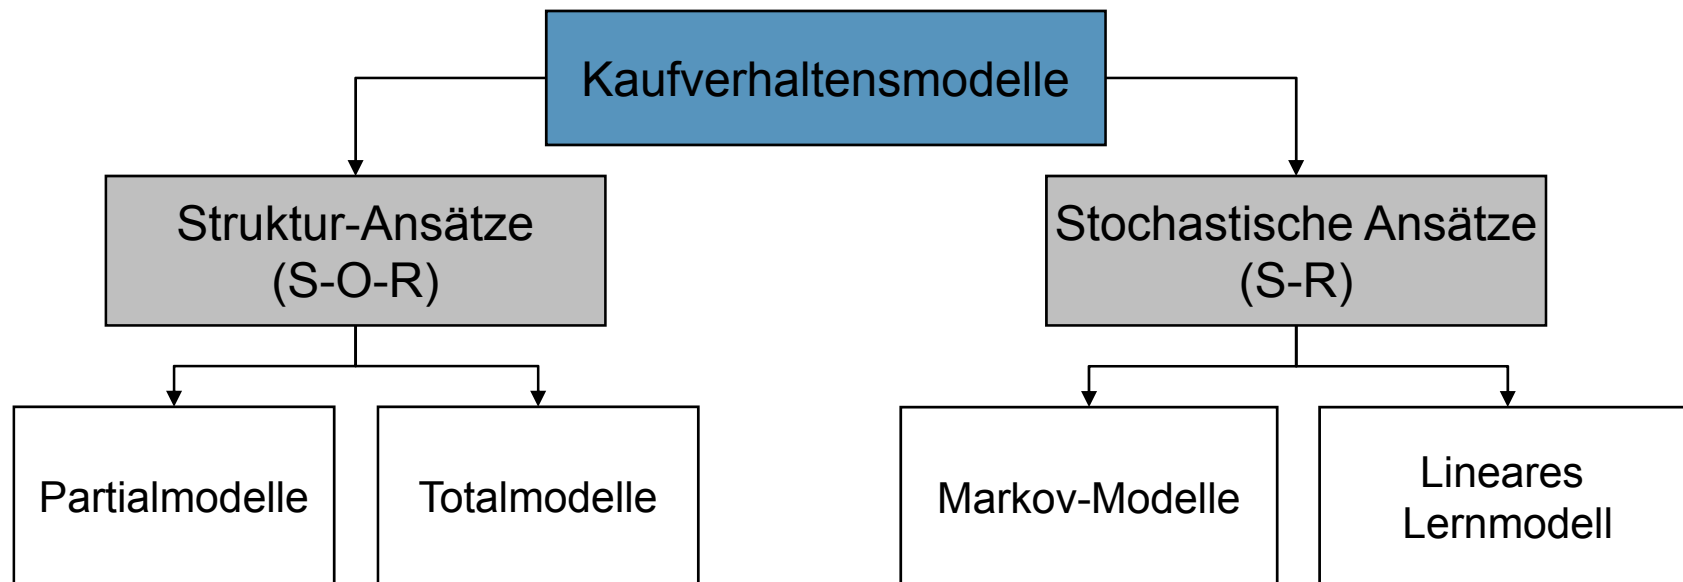 Kaufverhaltensmodelle
Struktur-Ansätze
(S-O-R)
Stochastische Ansätze
(S-R)
Partialmodelle
Totalmodelle
Markov-Modelle
Lineares
Lernmodell